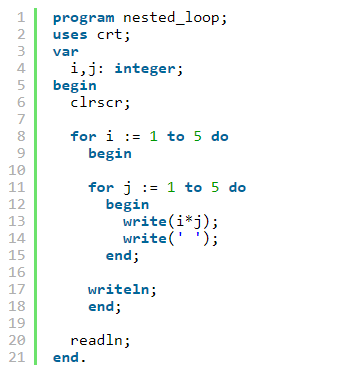 1 program nested_loop;
2 uses crt;
3 var
4   i,j: integer;
5 begin
6   clrscr;
7
8   for i := 1 to 5 do
9     begin
10
11     for j := 1 to 5 do
12       begin
13         write(i*j);
14         write(' ');
15       end;
16
17     writeln;
18     end;
19
20   readln;
21 end.